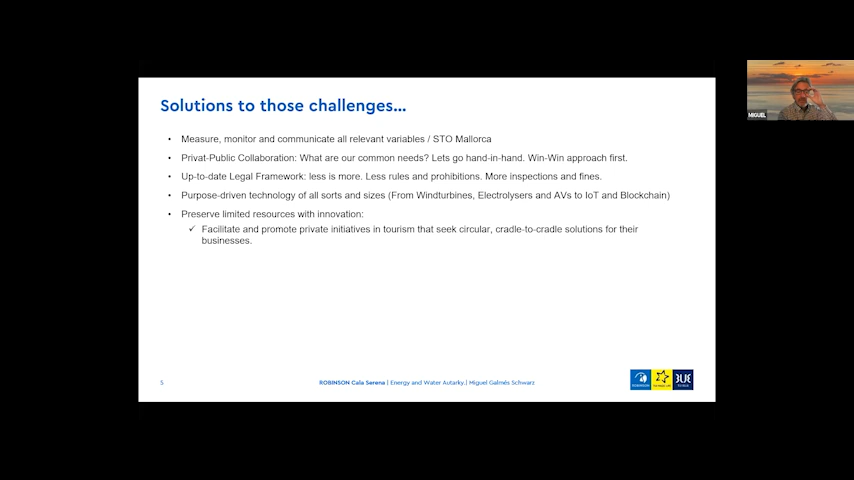 Solutions to those challenges...
• Measure, monitor and communicate all relevant variables / STO Mallorca
• Privat-Public Collaboration: What are our common needs? Lets go hand-in-hand. Win-Win approach first.
• Up-to-date Legal Framework: less is more. Less rules and prohibitions. More inspections and fines.
• Purpose-driven technology of all sorts and sizes (From Windturbines, Electrolysers and AVs to IoT and Blockchain)
• Preserve limited resources with innovation:
✓ Facilitate and promote private initiatives in tourism that seek circular, cradle-to-cradle solutions for their
businesses.
5
ROBINSON Cala Serena | Energy and Water Autarky.| Miguel Galmés Schwarz
MIGUEL